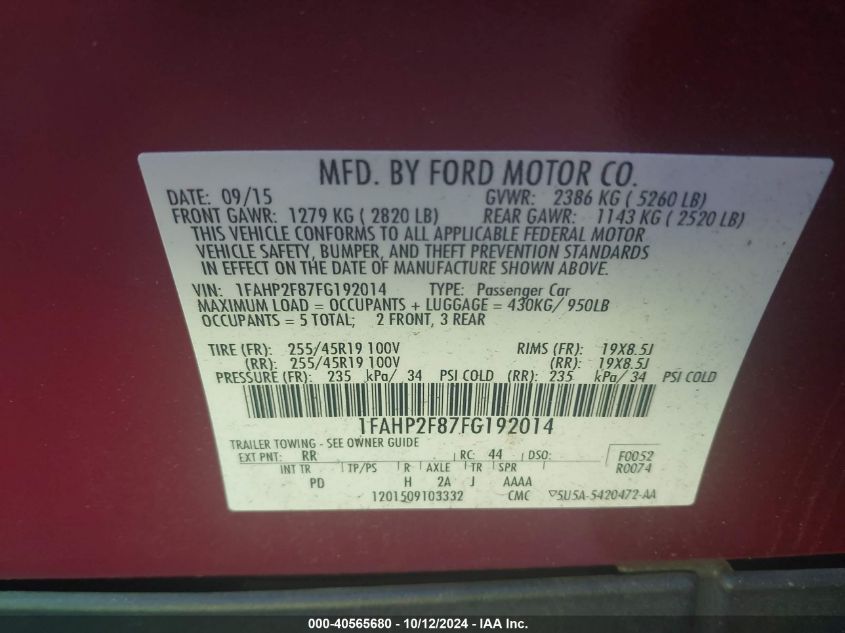 MFD. BY FORD MOTOR CO.
DATE: 09/15 GVWR: 2386 KG ( 5260 LB)
FRONT GAWR: 1279 KG ( 2820 LB) REAR GAWR: 1143 KG ( 2520 LB)
THIS VEHICLE CONFORMS TO ALL APPLICABLE FEDERAL MOTOR
VEHICLE SAFETY, BUMPER, AND THEFT PREVENTION STANDARDS
IN EFFECT ON THE DATE OF MANUFACTURE SHOWN ABOVE.
VIN: 1FAHP2F87FG192014 TYPE: Passenger Car
MAXIMUM LOAD = OCCUPANTS + LUGGAGE = 430KG/ 950LB
OCCUPANTS = 5 TOTAL; 2 FRONT, 3 REAR
TIRE (FR): 255/45R19 100V RIMS (FR): 19X8.5J
(RR): 255/45R19 100V (RR): 19X8.5J
PRESSURE (FR): 235 kPa/ 34 PSI COLD (RR): 235 kPa/ 34 PSI COLD
1FAHP2F87FG192014
TRAILER TOWING - SEE OWNER GUIDE
EXT PNT: RR RC: 44 DSO: F0052
INT TR TP/PS R AXLE TR SPR R0074
PD H 2A J AAAA
1201509103332 CMC 5U5A-5420472-AA
000-40565680 - 10/12/2024 - IAA Inc.